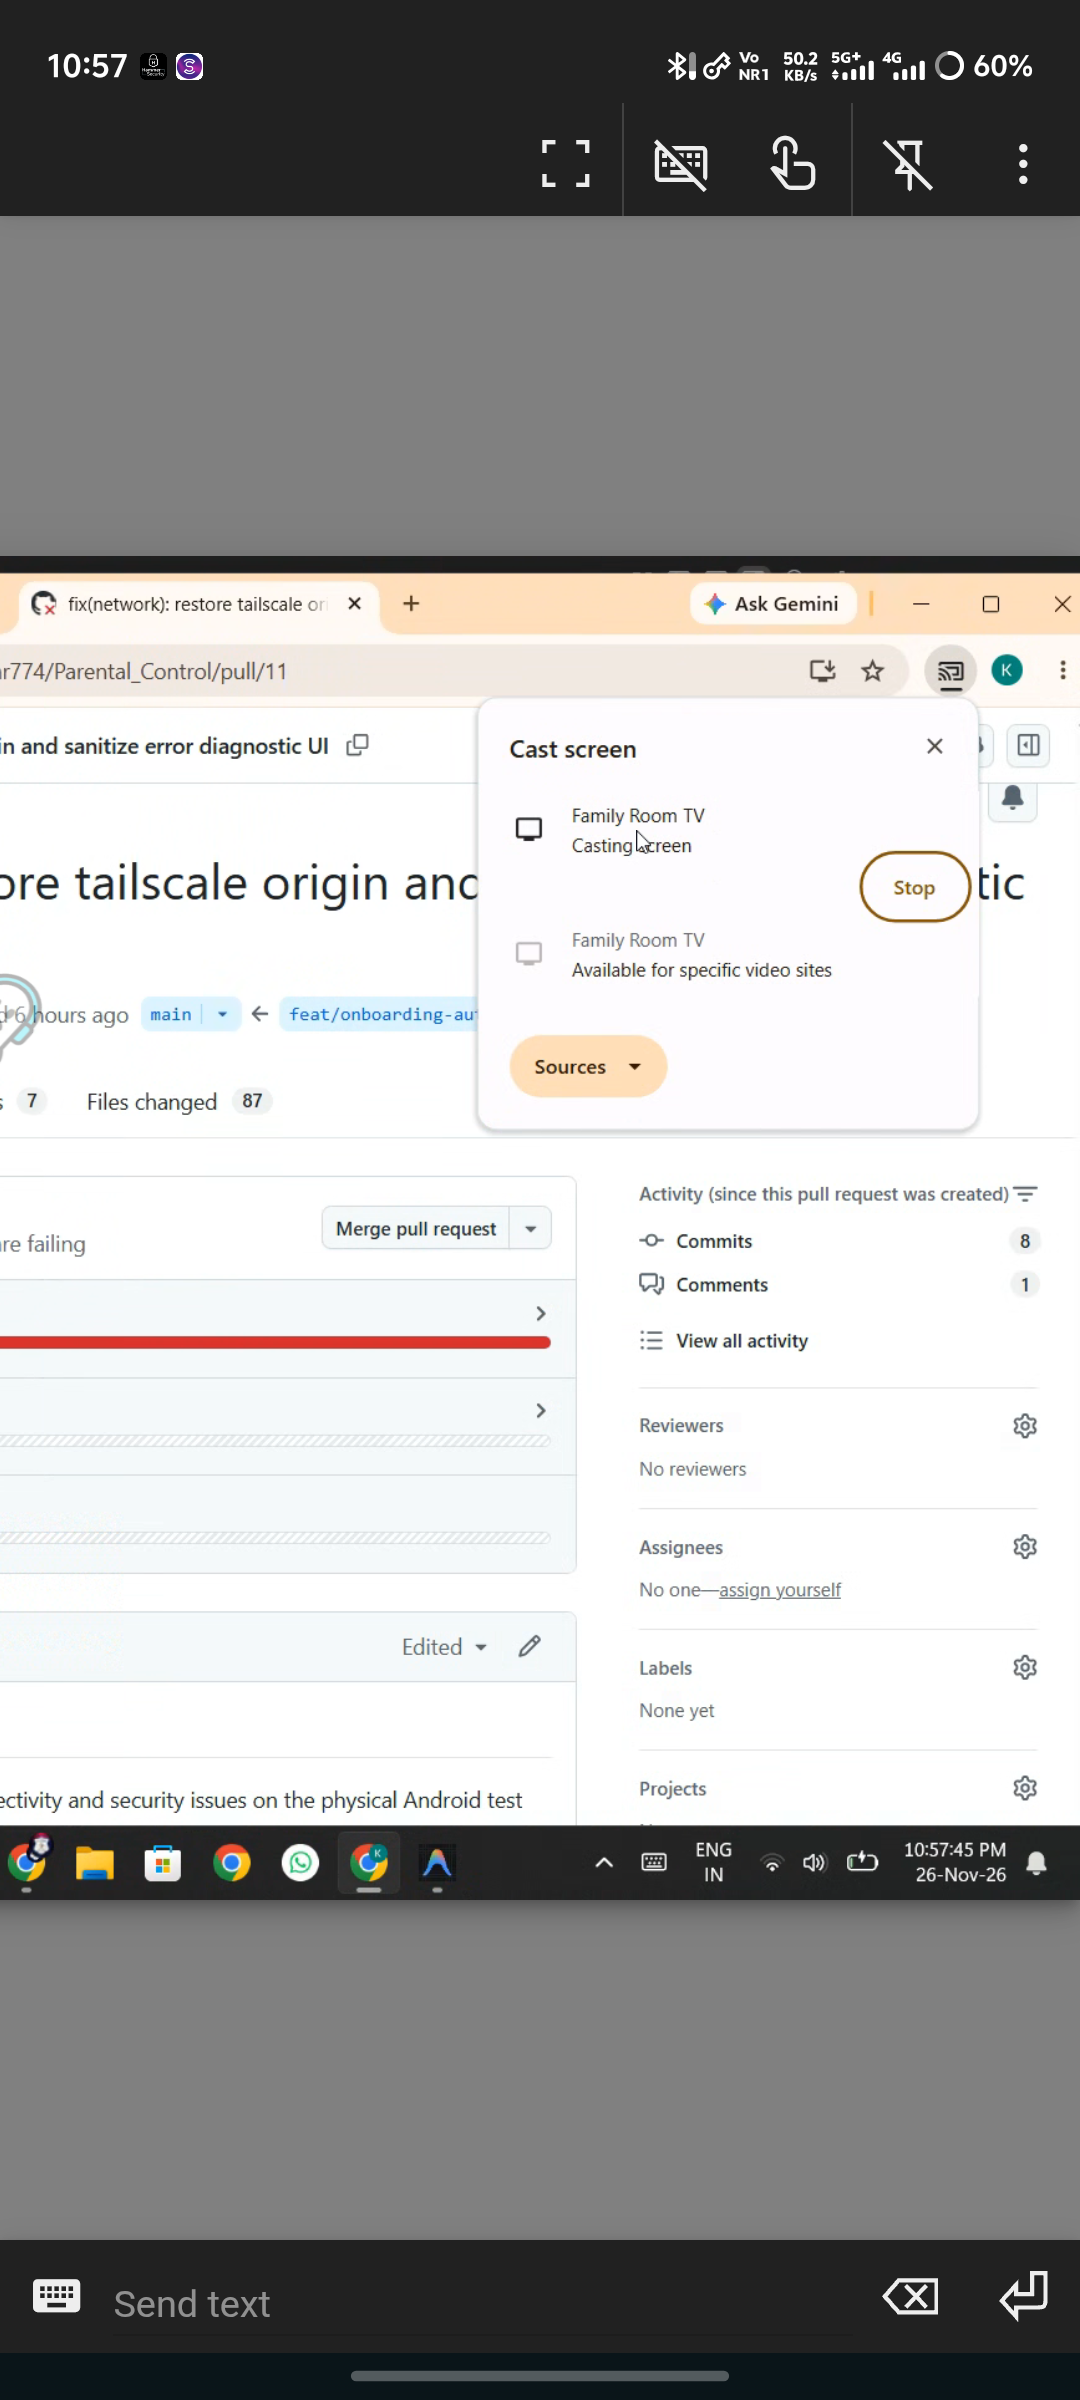 10:57
Vo
NR1
50.2
KB/s
5G+
4G
60%
fix(network): restore tailscale ori
Ask Gemini
r774/Parental_Control/pull/11
K
in and sanitize error diagnostic UI
Cast screen
Family Room TV
Casting screen
Stop
ore tailscale origin and
tic
Family Room TV
Available for specific video sites
6 hours ago
main
feat/onboarding-au
Sources
7
Files changed 87
Activity (since this pull request was created)
Merge pull request
re failing
Commits 8
Comments 1
View all activity
Reviewers
No reviewers
Assignees
No one—assign yourself
Labels
None yet
Edited
Projects
ectivity and security issues on the physical Android test
ENG
IN
10:57:45 PM
26-Nov-26
Send text